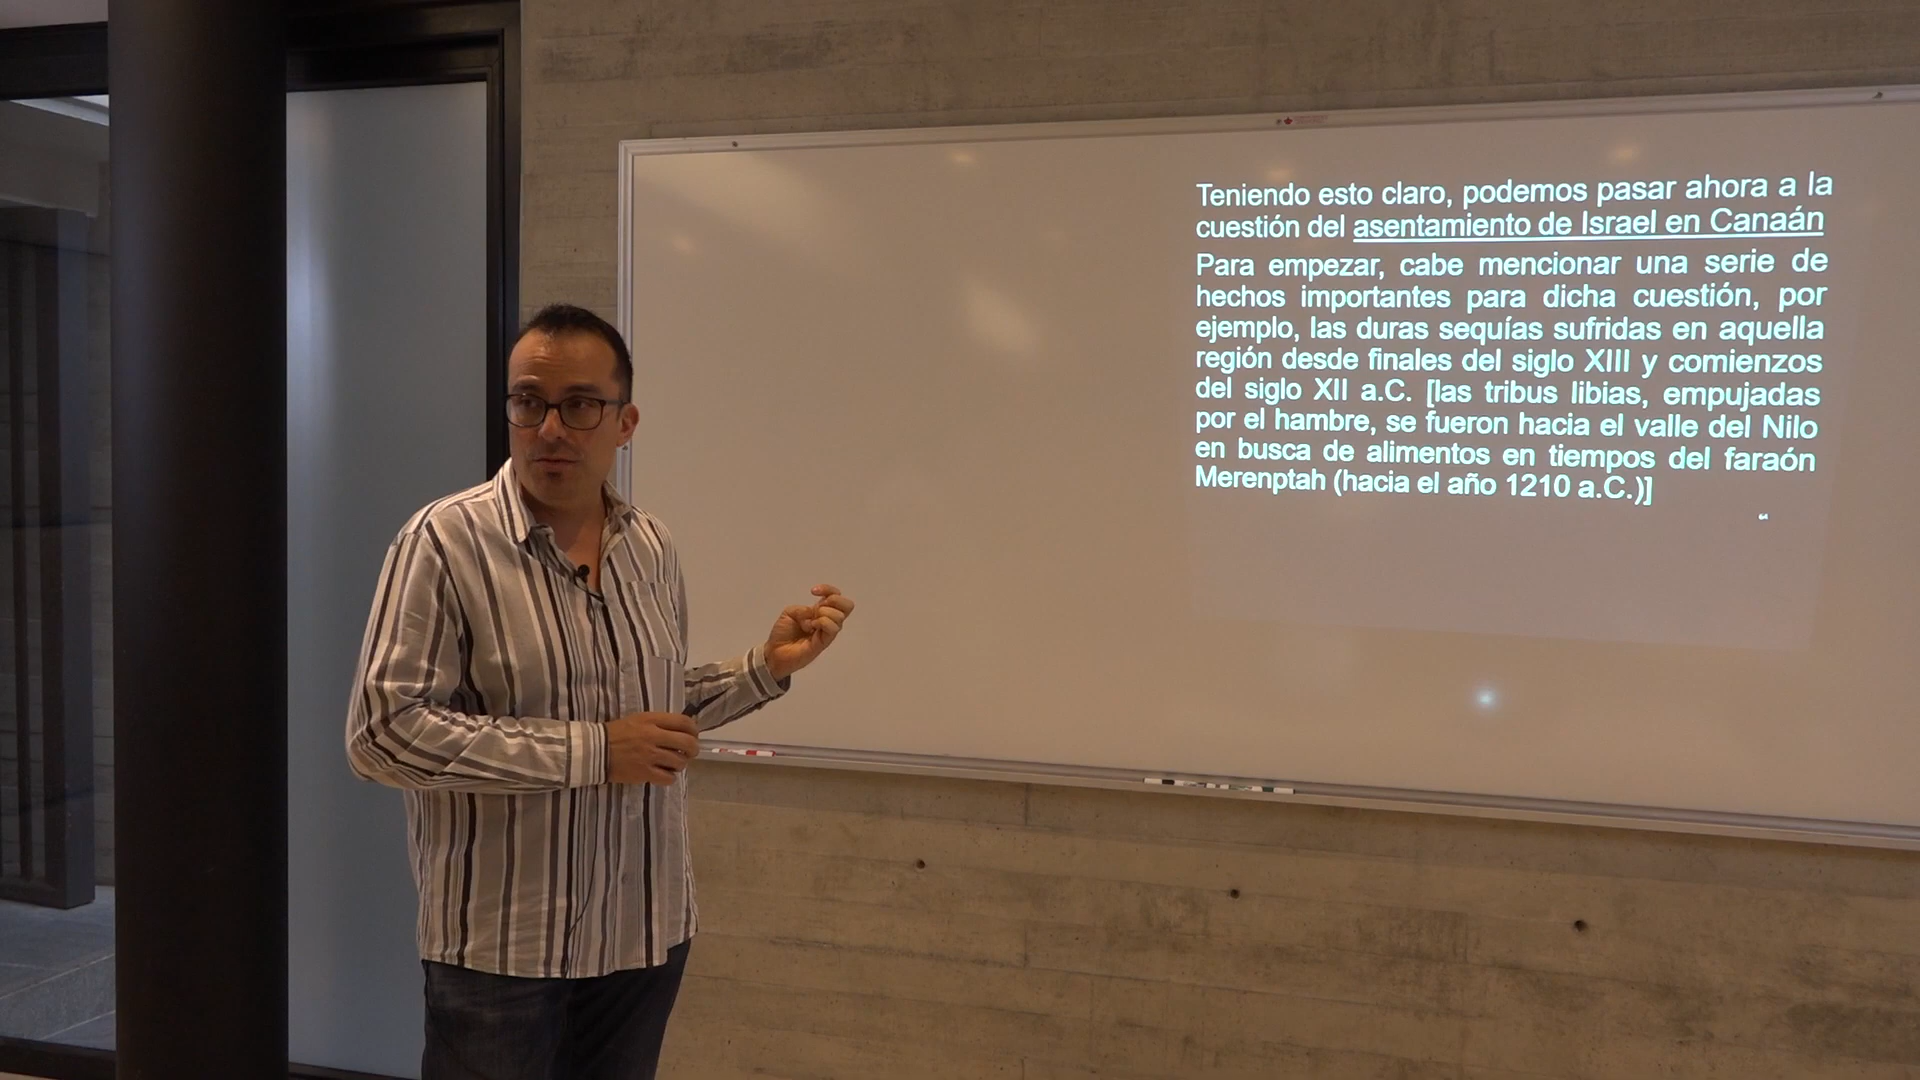 Teniendo esto claro, podemos pasar ahora a la
cuestión del asentamiento de Israel en Canaán
Para empezar, cabe mencionar una serie de
hechos importantes para dicha cuestión, por
ejemplo, las duras sequías sufridas en aquella
región desde finales del siglo XIII y comienzos
del siglo XII a.C. [las tribus libias, empujadas
por el hambre, se fueron hacia el valle del Nilo
en busca de alimentos en tiempos del faraón
Merenptah (hacia el año 1210 a.C.)]